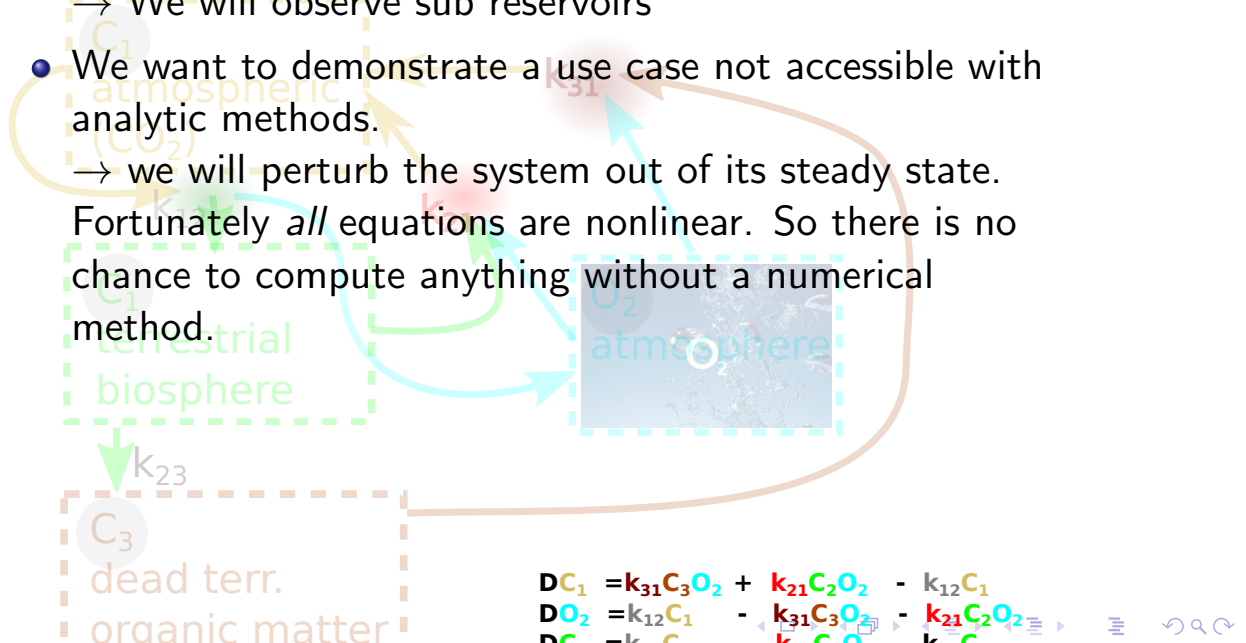 → We will observe sub reservoirs
We want to demonstrate a use case not accessible with
analytic methods.
→ we will perturb the system out of its steady state.
Fortunately all equations are nonlinear. So there is no
chance to compute anything without a numerical
method.
C₁
atmospheric
(CO₂)
k₃₁
C₁
terrestrial
biosphere
O₂
atmosphere
O₂
k₂₃
C₃
dead terr.
organic matter
DC₁ =k₃₁C₃O₂ + k₂₁C₂O₂ - k₁₂C₁
DO₂ =k₁₂C₁ - k₃₁C₃O₂ - k₂₁C₂O₂